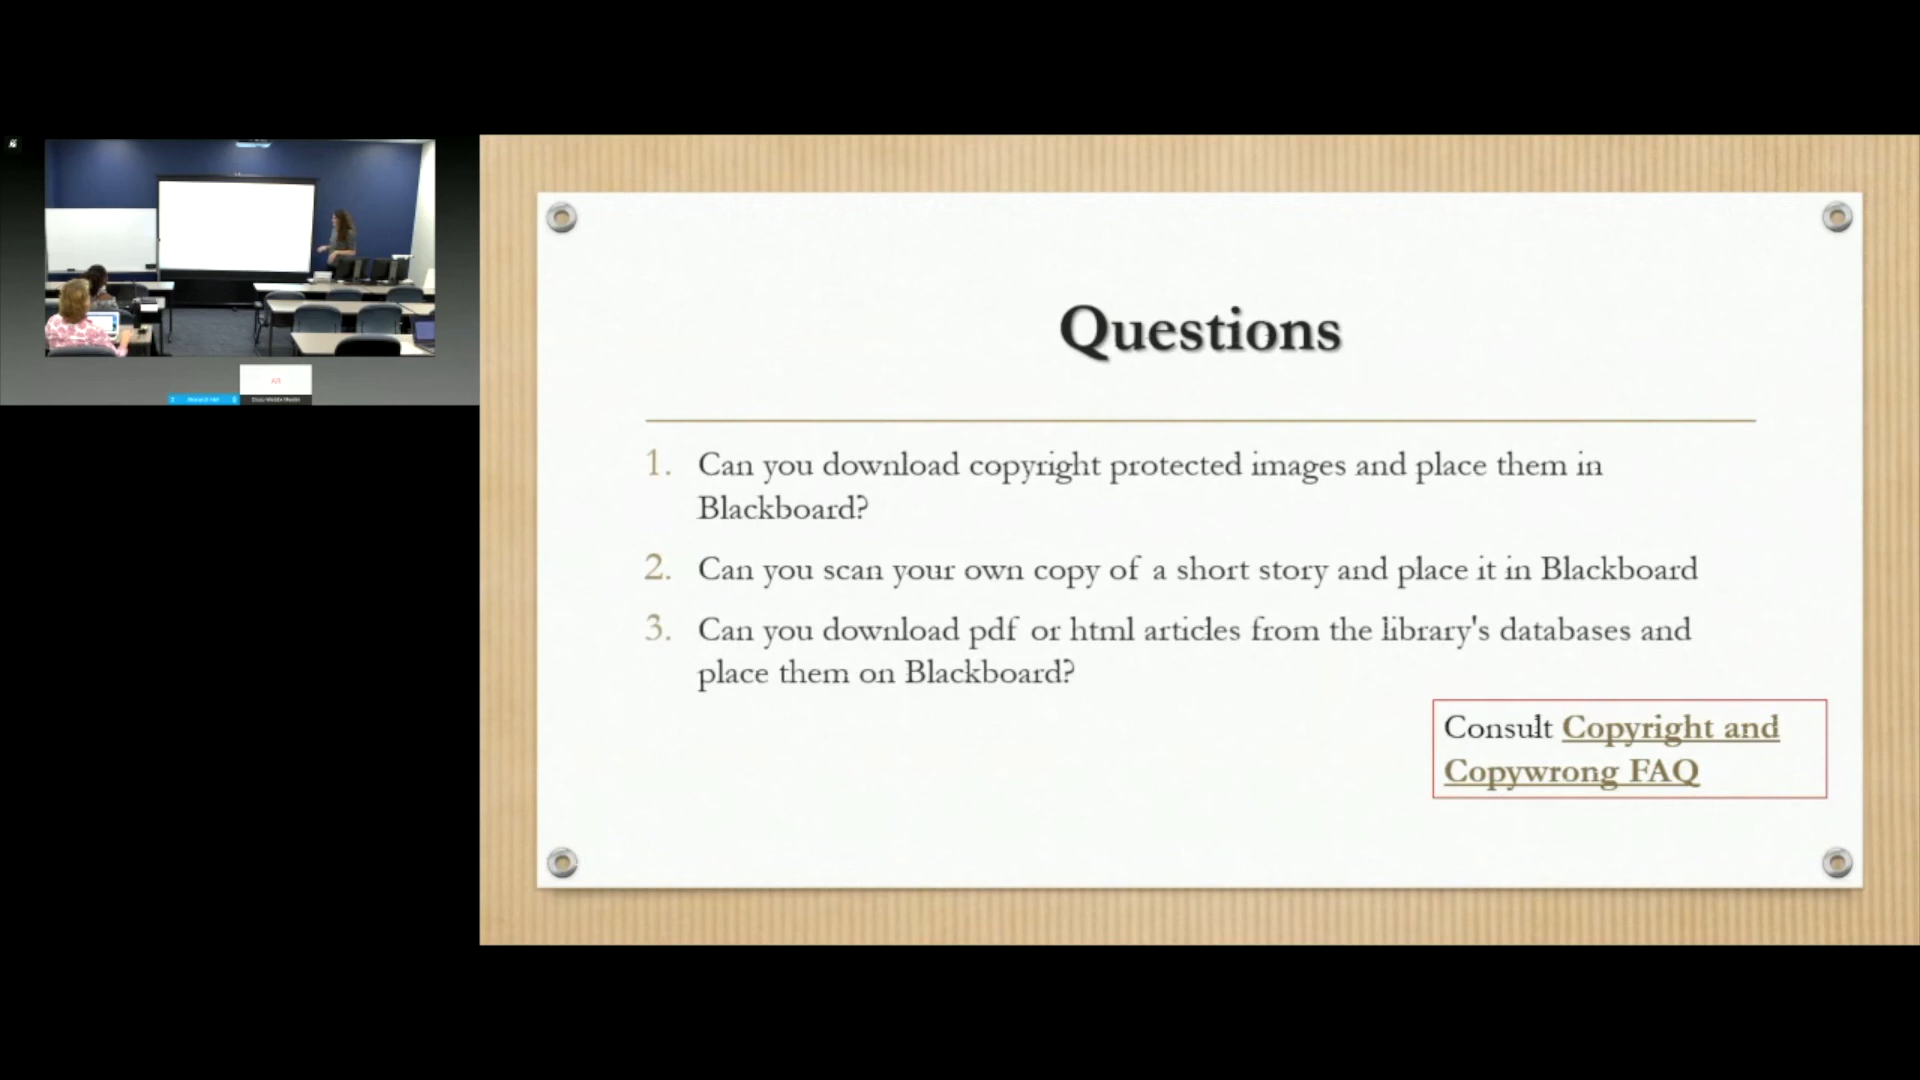 Questions
1. Can you download copyright protected images and place them in
Blackboard?
2. Can you scan your own copy of a short story and place it in Blackboard
3. Can you download pdf or html articles from the library's databases and
place them on Blackboard?
Consult Copyright and
Copywrong FAQ